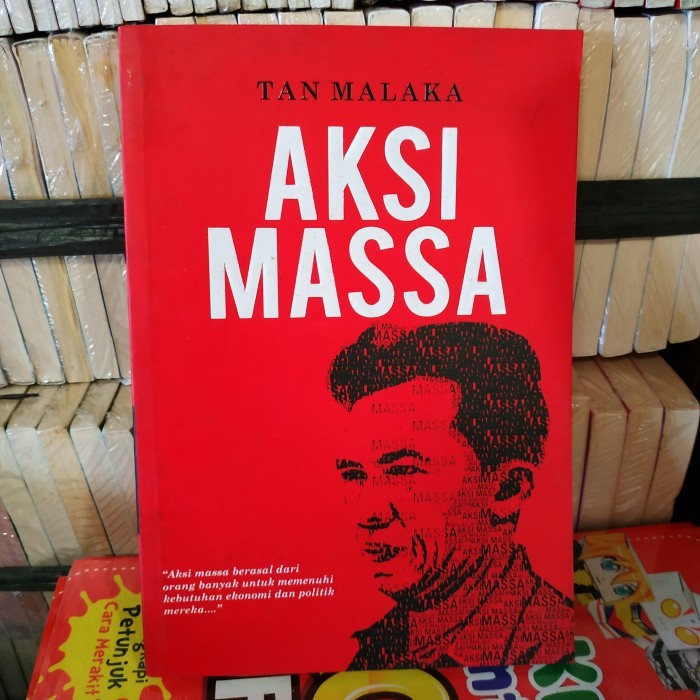 TAN MALAKA
AKSI
MASSA
“Aksi massa berasal dari
orang banyak untuk memenuhi
kebutuhan ekonomi dan politik
mereka....”
Petunjuk
Cara Merakit